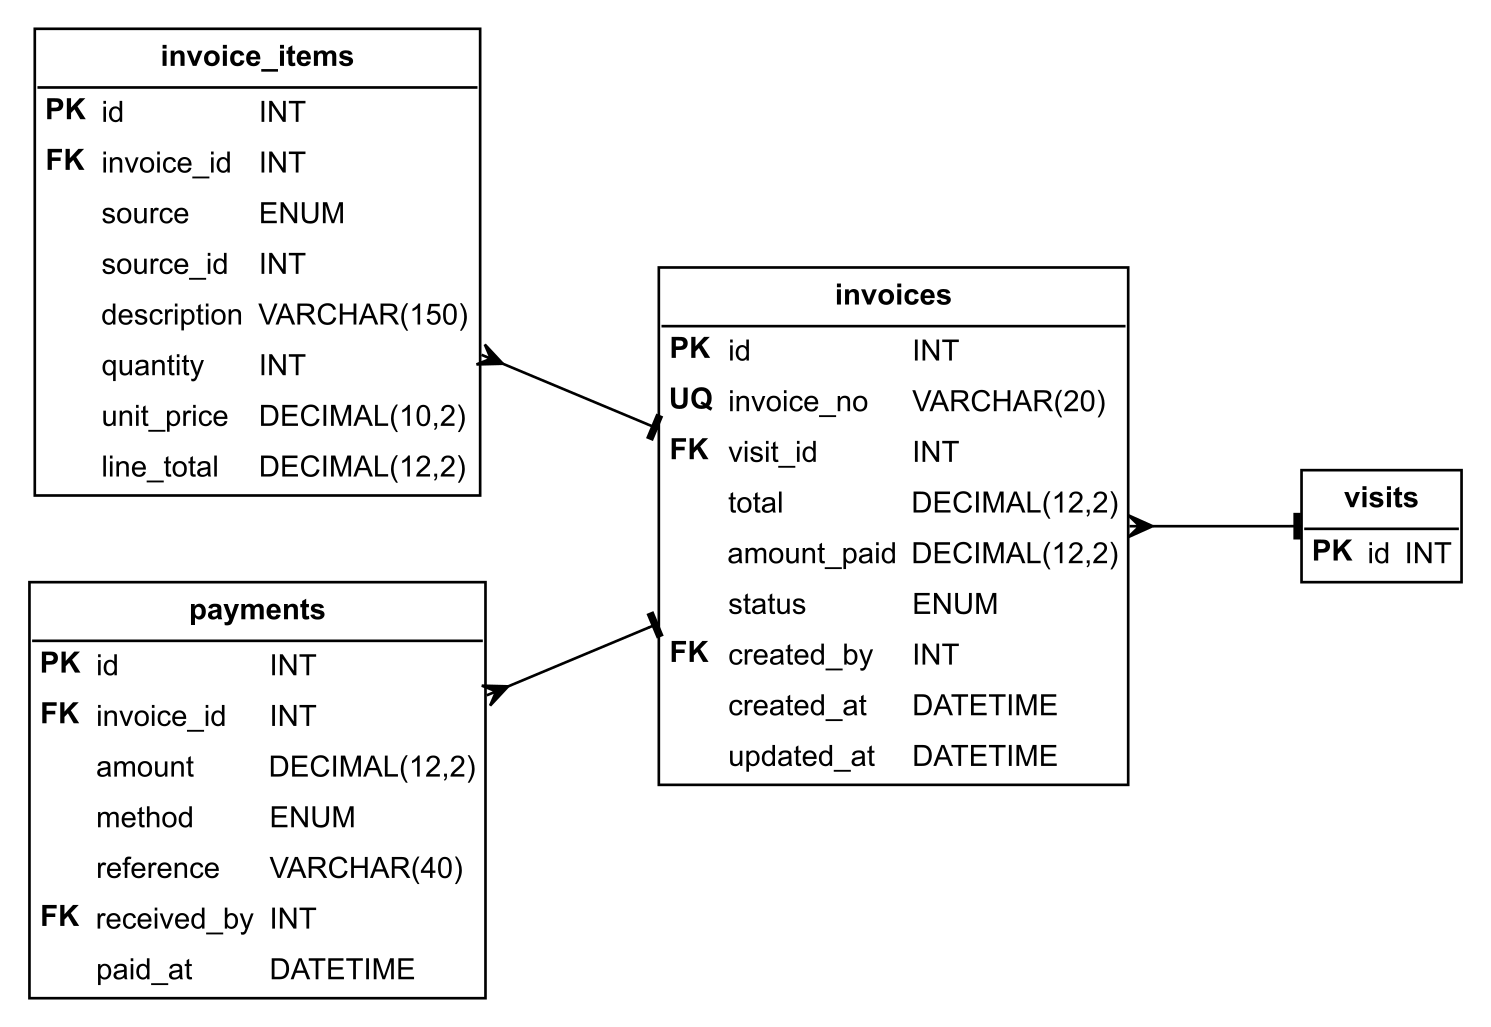 invoice_items
PK id INT
FK invoice_id INT
source ENUM
source_id INT
description VARCHAR(150)
quantity INT
unit_price DECIMAL(10,2)
line_total DECIMAL(12,2)
payments
PK id INT
FK invoice_id INT
amount DECIMAL(12,2)
method ENUM
reference VARCHAR(40)
FK received_by INT
paid_at DATETIME
invoices
PK id INT
UQ invoice_no VARCHAR(20)
FK visit_id INT
total DECIMAL(12,2)
amount_paid DECIMAL(12,2)
status ENUM
FK created_by INT
created_at DATETIME
updated_at DATETIME
visits
PK id INT